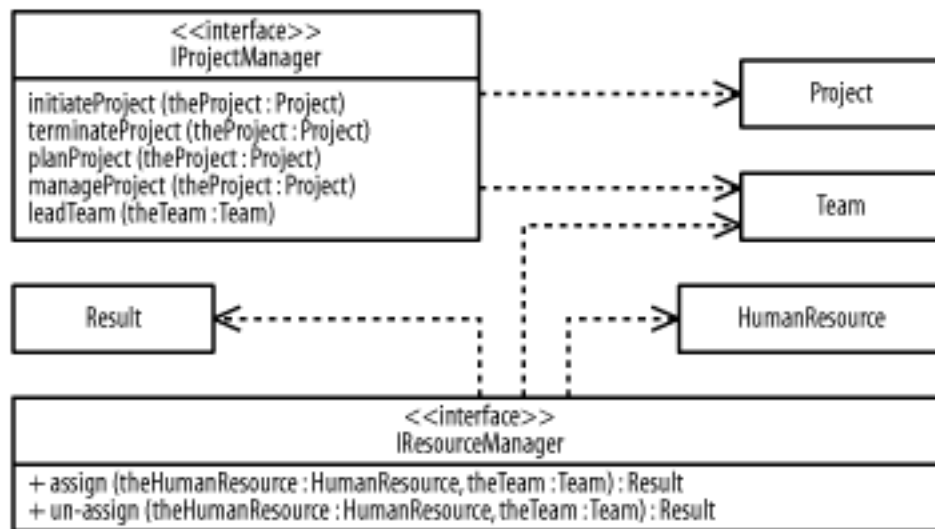 <<interface>>
IProjectManager
initiateProject (theProject : Project)
terminateProject (theProject : Project)
planProject (theProject : Project)
manageProject (theProject : Project)
leadTeam (theTeam : Team)
Project
Team
Result
HumanResource
<<interface>>
IResourceManager
+ assign (theHumanResource : HumanResource, theTeam : Team) : Result
+ un-assign (theHumanResource : HumanResource, theTeam : Team) : Result